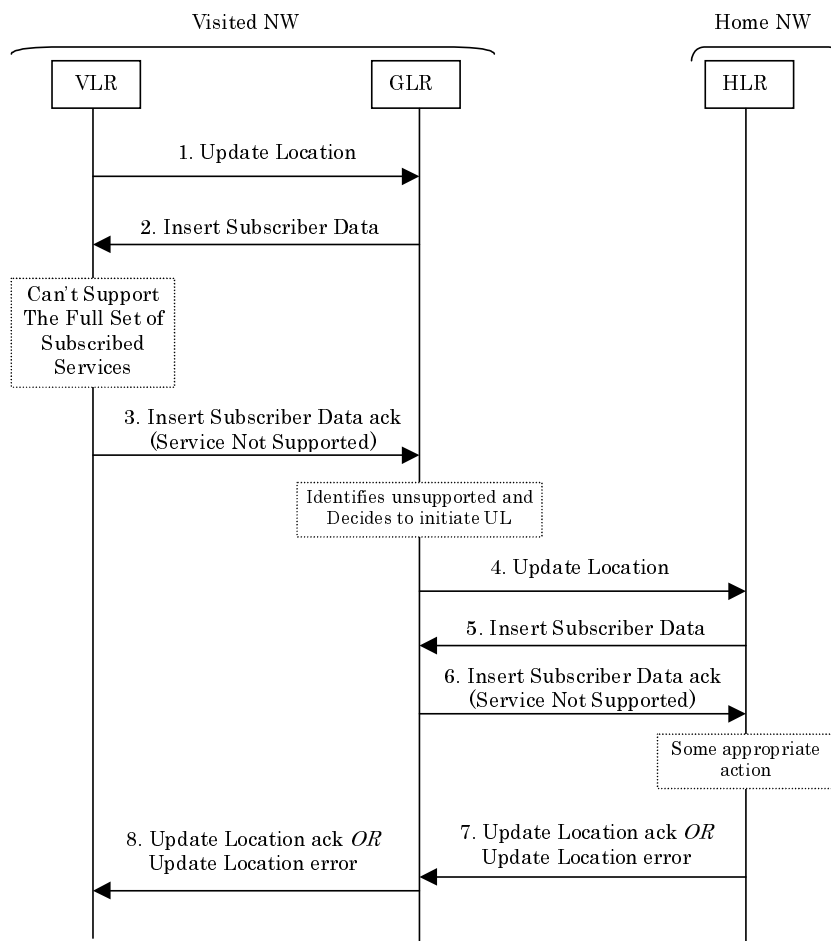 Visited NW
Home NW
VLR
GLR
HLR
1. Update Location
2. Insert Subscriber Data
Can't Support
The Full Set of
Subscribed
Services
3. Insert Subscriber Data ack
(Service Not Supported)
Identifies unsupported and
Decides to initiate UL
4. Update Location
5. Insert Subscriber Data
6. Insert Subscriber Data ack
(Service Not Supported)
Some appropriate
action
7. Update Location ack OR
Update Location error
8. Update Location ack OR
Update Location error